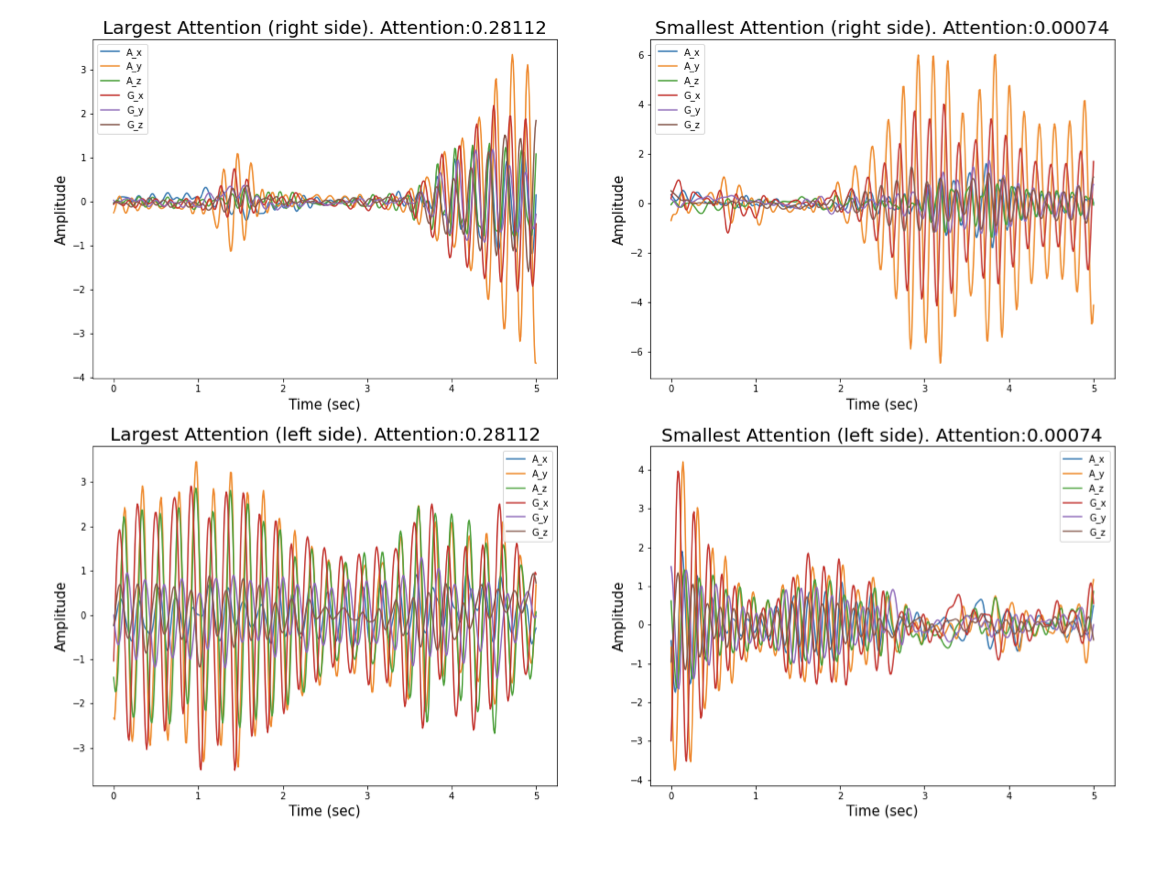 Largest Attention (right side). Attention:0.28112
A_x
A_y
A_z
G_x
G_y
G_z
3
2
1
0
−1
−2
−3
−4
Amplitude
0 1 2 3 4 5
Time (sec)
Smallest Attention (right side). Attention:0.00074
A_x
A_y
A_z
G_x
G_y
G_z
6
4
2
0
−2
−4
−6
Amplitude
0 1 2 3 4 5
Time (sec)
Largest Attention (left side). Attention:0.28112
A_x
A_y
A_z
G_x
G_y
G_z
3
2
1
0
−1
−2
−3
Amplitude
0 1 2 3 4 5
Time (sec)
Smallest Attention (left side). Attention:0.00074
A_x
A_y
A_z
G_x
G_y
G_z
4
3
2
1
0
−1
−2
−3
−4
Amplitude
0 1 2 3 4 5
Time (sec)